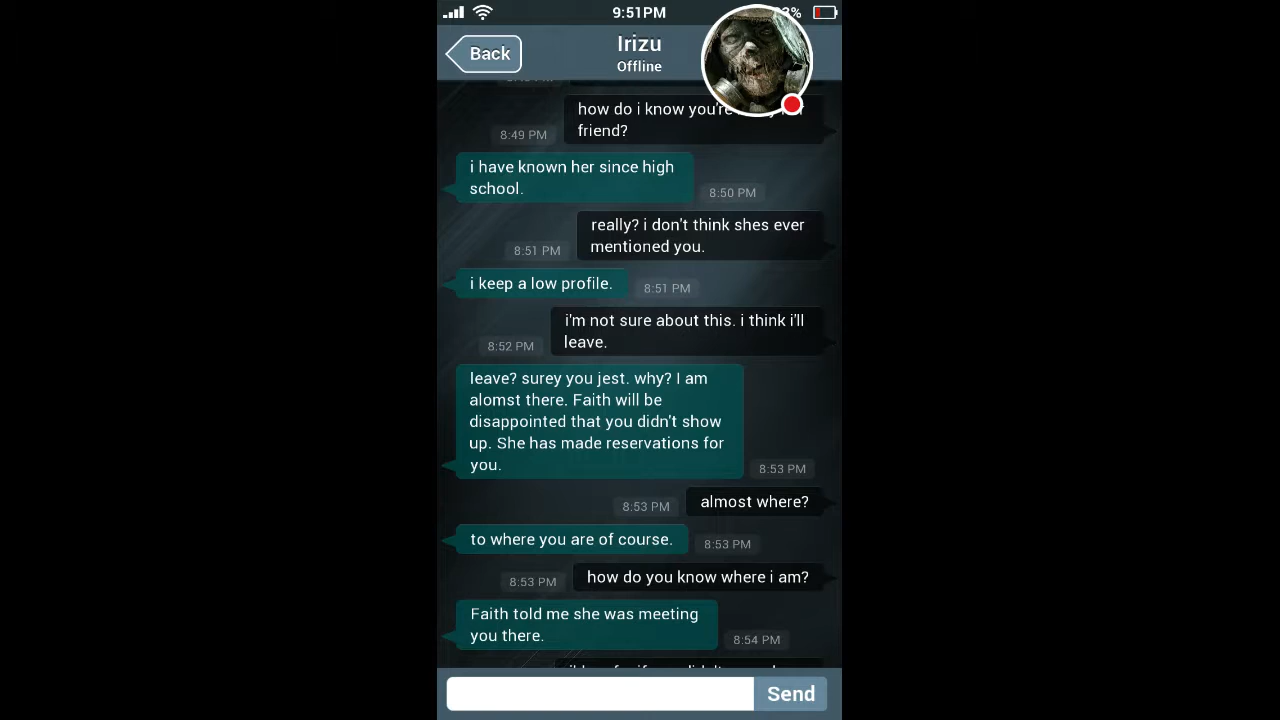 9:51PM
3%
Back
Irizu
Offline
how do i know you're
friend?
8:49 PM
i have known her since high
school.
8:50 PM
really? i don't think shes ever
mentioned you.
8:51 PM
i keep a low profile.
8:51 PM
i'm not sure about this. i think i'll
leave.
8:52 PM
leave? surey you jest. why? I am
alomst there. Faith will be
disappointed that you didn't show
up. She has made reservations for
you.
8:53 PM
almost where?
8:53 PM
to where you are of course.
8:53 PM
how do you know where i am?
8:53 PM
Faith told me she was meeting
you there.
8:54 PM
Send